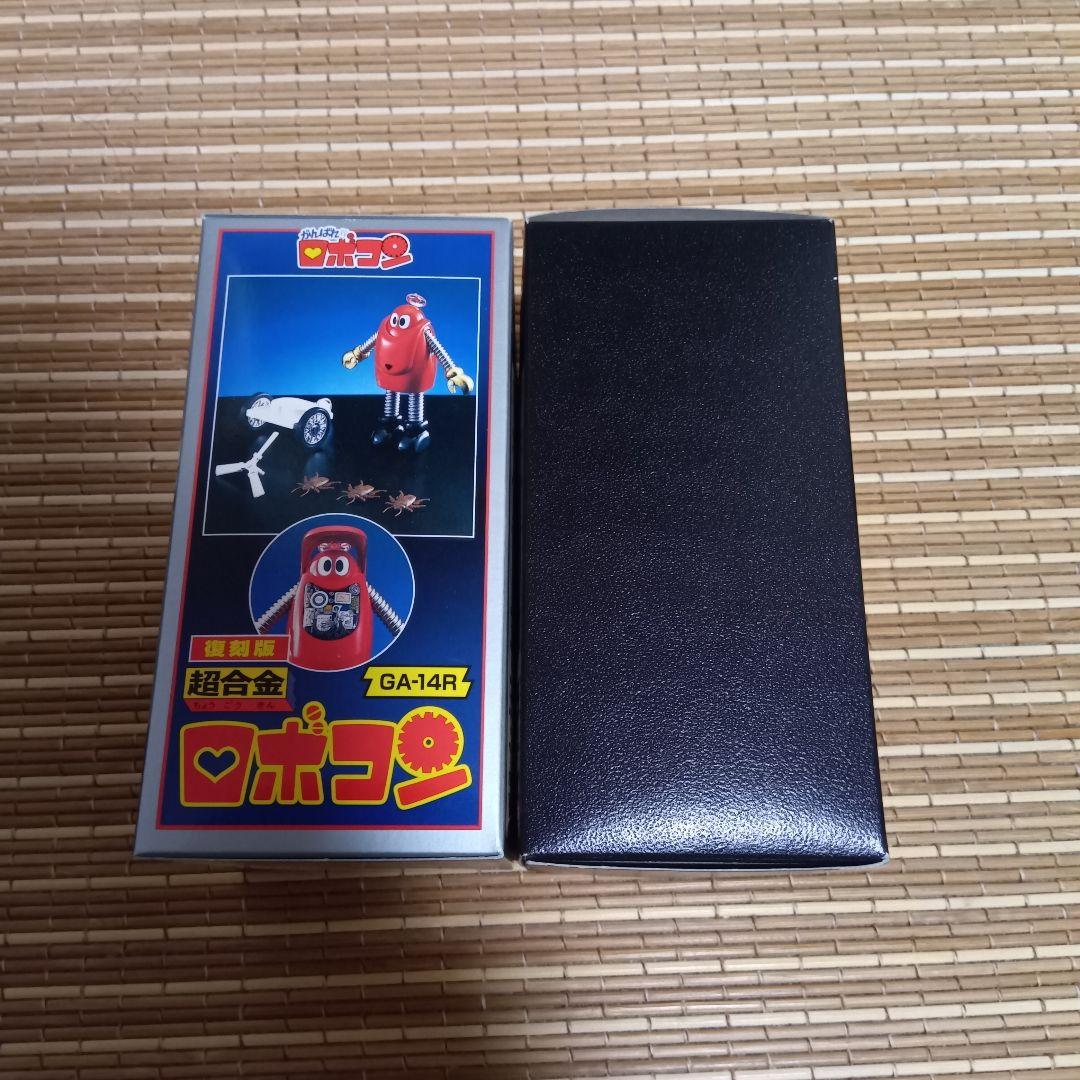 がんばれ!!
ロボコン
復刻版
超合金
ちょうごうきん
GA-14R
ロボコン